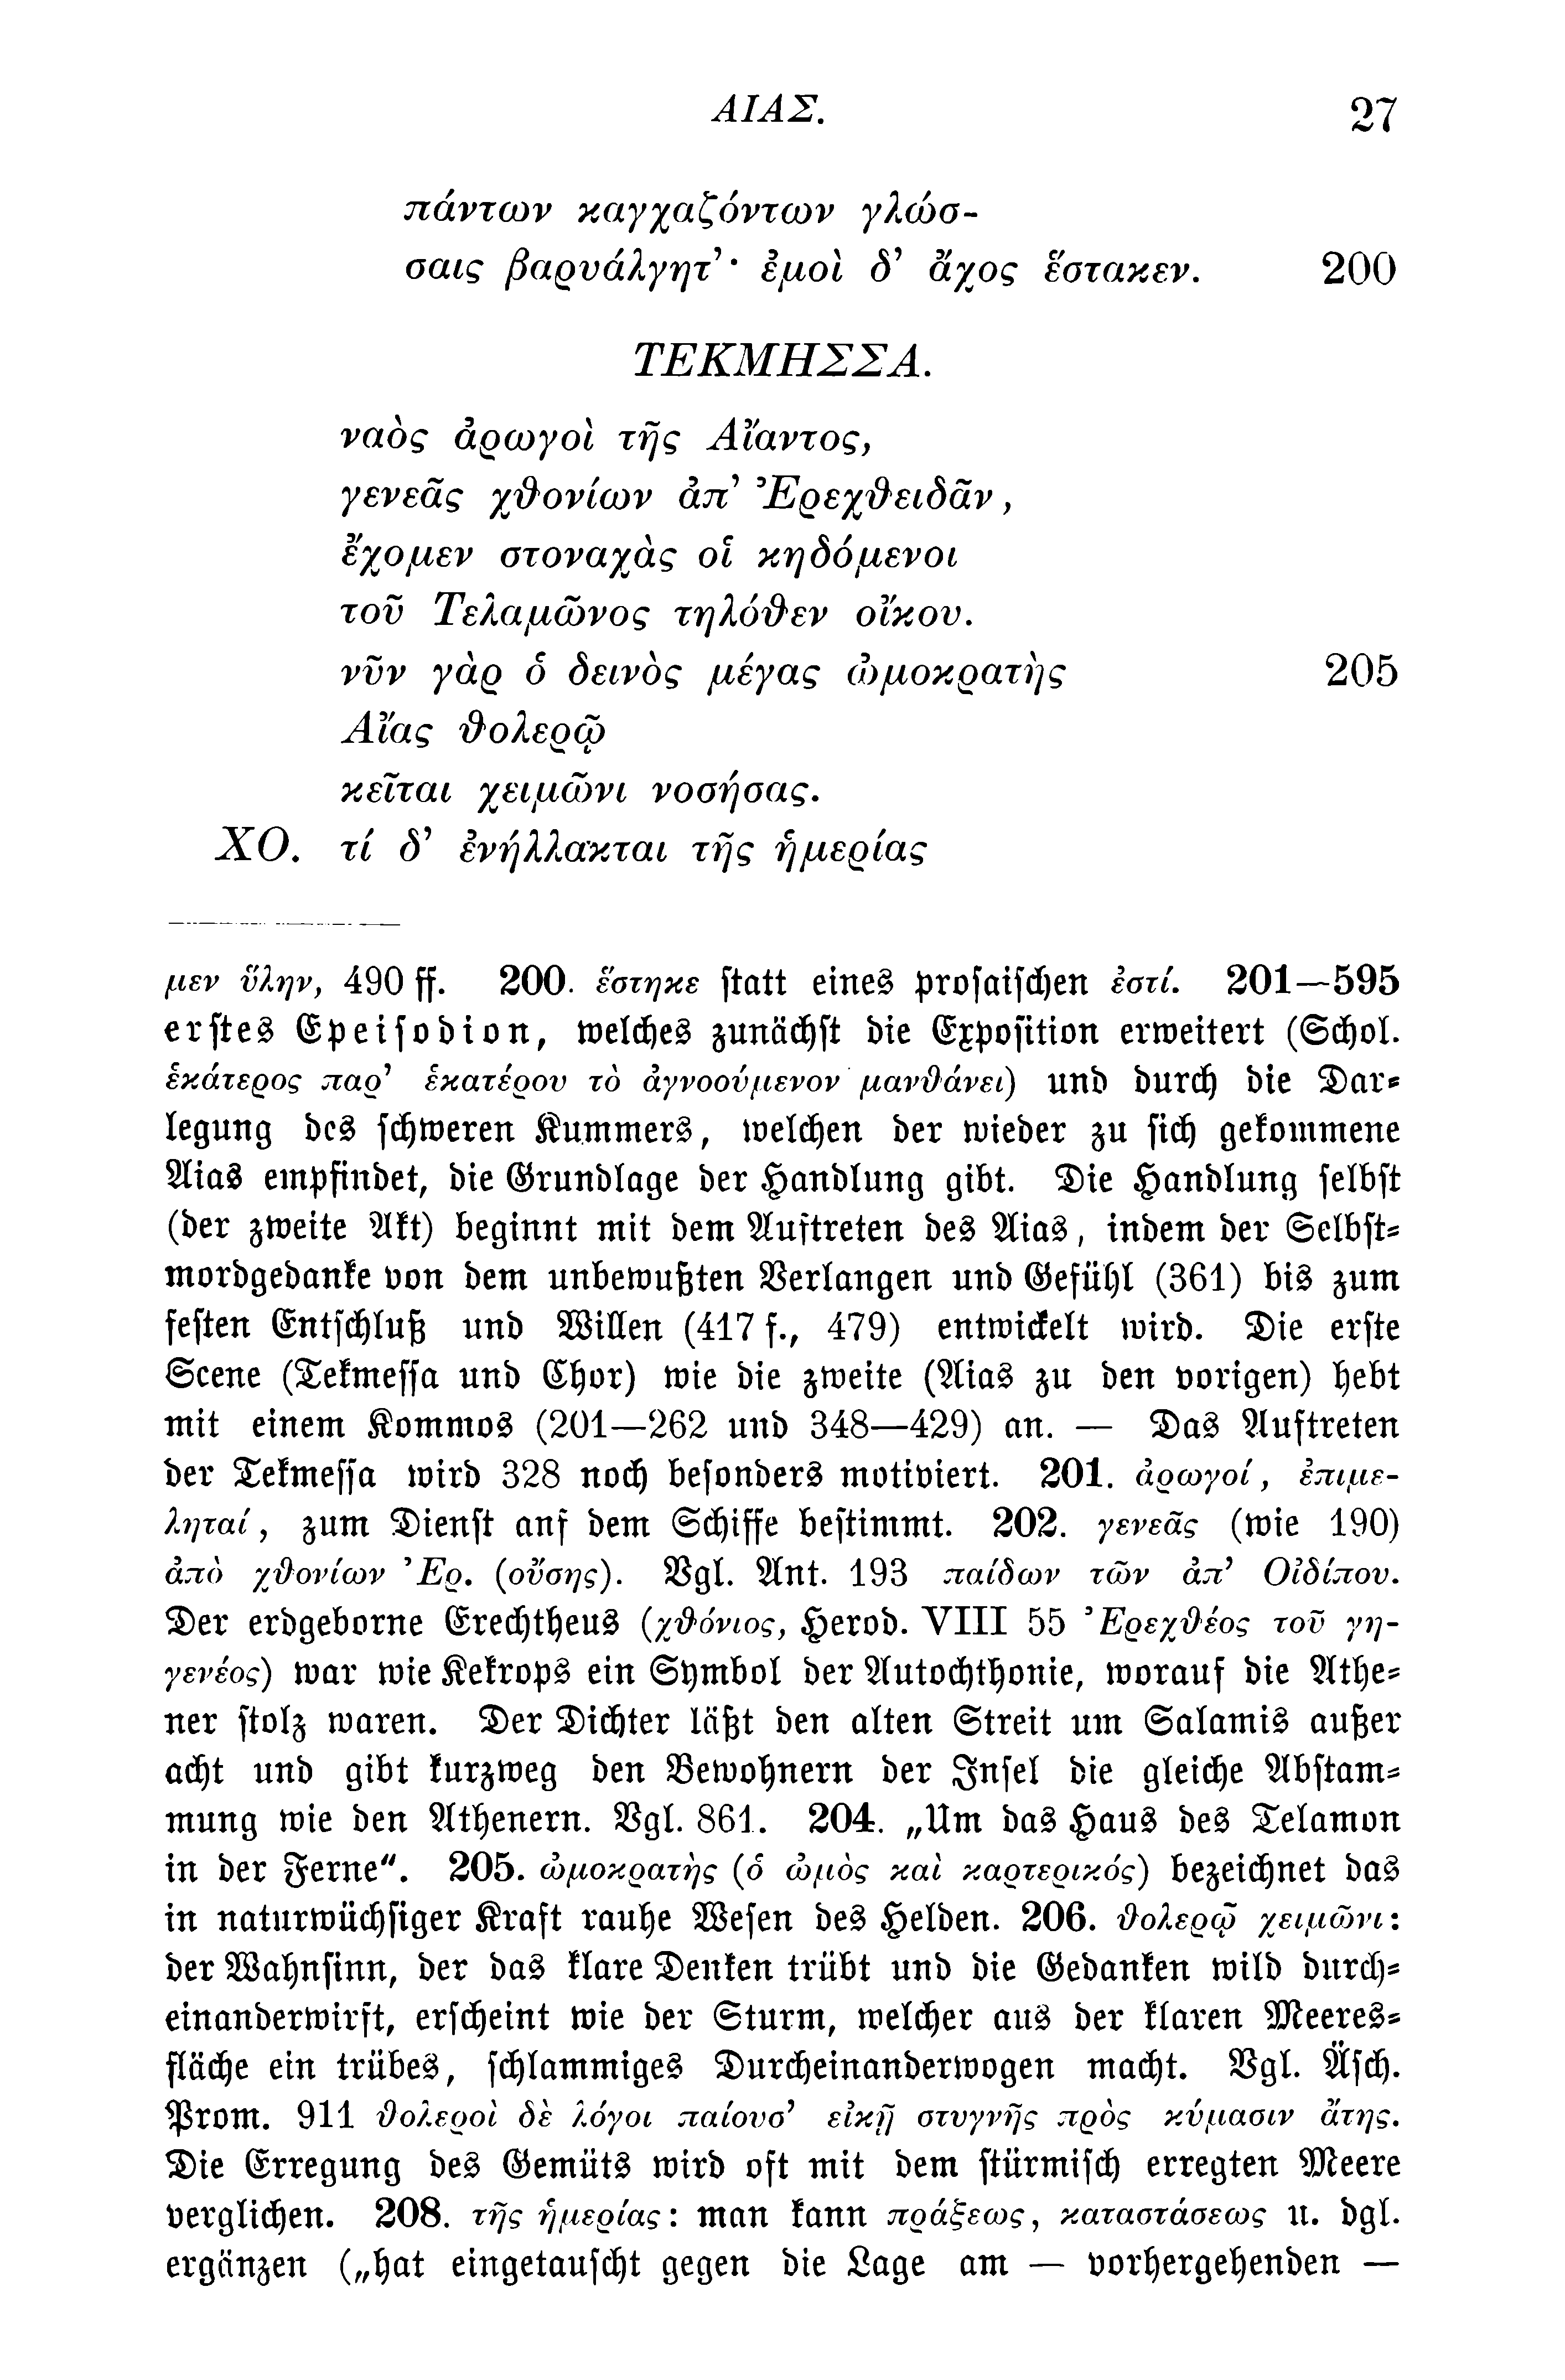 ΑΙΑΣ. 27
πάντων καγχαζόντων γλώσ-
σαις βαρυάλγητ’· ἐμοὶ δ’ ἄχος ἕστακεν. 200
ΤΕΚΜΗΣΣΑ.
ναὸς ἀρωγοὶ τῆς Αἴαντος,
γενεᾶς χθονίων ἀπ’ Ἐρεχθειδᾶν,
ἔχομεν στοναχὰς οἱ κηδόμενοι
τοῦ Τελαμῶνος τηλόθεν οἴκου.
νῦν γὰρ ὁ δεινὸς μέγας ὠμοκρατὴς 205
Αἴας θολερῷ
κεῖται χειμῶνι νοσήσας.
ΧΟ. τί δ’ ἐνήλλακται τῆς ἡμερίας
μεν ὕλην, 490 ff. 200. ἕστηκε ſtatt eines proſaiſchen ἐστί. 201—595
erſtes Epeiſodion, welches zunächſt die Expoſition erweitert (Schol.
ἑκάτερος παρ’ ἑκατέρου τὸ ἀγνοούμενον μανθάνει) und durch die Dar-
legung des ſchweren Kummers, welchen der wieder zu ſich gekommene
Aias empfindet, die Grundlage der Handlung gibt. Die Handlung ſelbſt
(der zweite Akt) beginnt mit dem Auftreten des Aias, indem der Selbſt-
mordgedanke von dem unbewußten Verlangen und Gefühl (361) bis zum
feſten Entſchluß und Willen (417 f., 479) entwickelt wird. Die erſte
Scene (Tekmeſſa und Chor) wie die zweite (Aias zu den vorigen) hebt
mit einem Kommos (201—262 und 348—429) an. — Das Auftreten
der Tekmeſſa wird 328 noch beſonders motiviert. 201. ἀρωγοί, ἐπιμε-
ληταί, zum Dienſt anf dem Schiffe beſtimmt. 202. γενεᾶς (wie 190)
ἀπὸ χθονίων Ἐρ. (οὔσης). Vgl. Ant. 193 παίδων τῶν ἀπ’ Οἰδίπου.
Der erdgeborne Erechtheus (χθόνιος, Herod. VIII 55 Ἐρεχθέος τοῦ γη-
γενέος) war wie Kekrops ein Symbol der Autochthonie, worauf die Athe-
ner ſtolz waren. Der Dichter läßt den alten Streit um Salamis außer
acht und gibt kurzweg den Bewohnern der Inſel die gleiche Abſtam-
mung wie den Athenern. Vgl. 861. 204. „Um das Haus des Telamon
in der Ferne“. 205. ὠμοκρατὴς (ὁ ὠμὸς καὶ καρτερικός) bezeichnet das
in naturwüchſiger Kraft rauhe Weſen des Helden. 206. θολερῷ χειμῶνι:
der Wahnſinn, der das klare Denken trübt und die Gedanken wild durch-
einanderwirft, erſcheint wie der Sturm, welcher aus der klaren Meeres-
fläche ein trübes, ſchlammiges Durcheinanderwogen macht. Vgl. Äſch.
Prom. 911 θολεροὶ δὲ λόγοι παίουσ’ εἰκῇ στυγνῆς πρὸς κύμασιν ἄτης.
Die Erregung des Gemüts wird oft mit dem ſtürmiſch erregten Meere
verglichen. 208. τῆς ἡμερίας: man kann πράξεως, καταστάσεως u. dgl.
ergänzen („hat eingetauſcht gegen die Lage am — vorhergehenden —